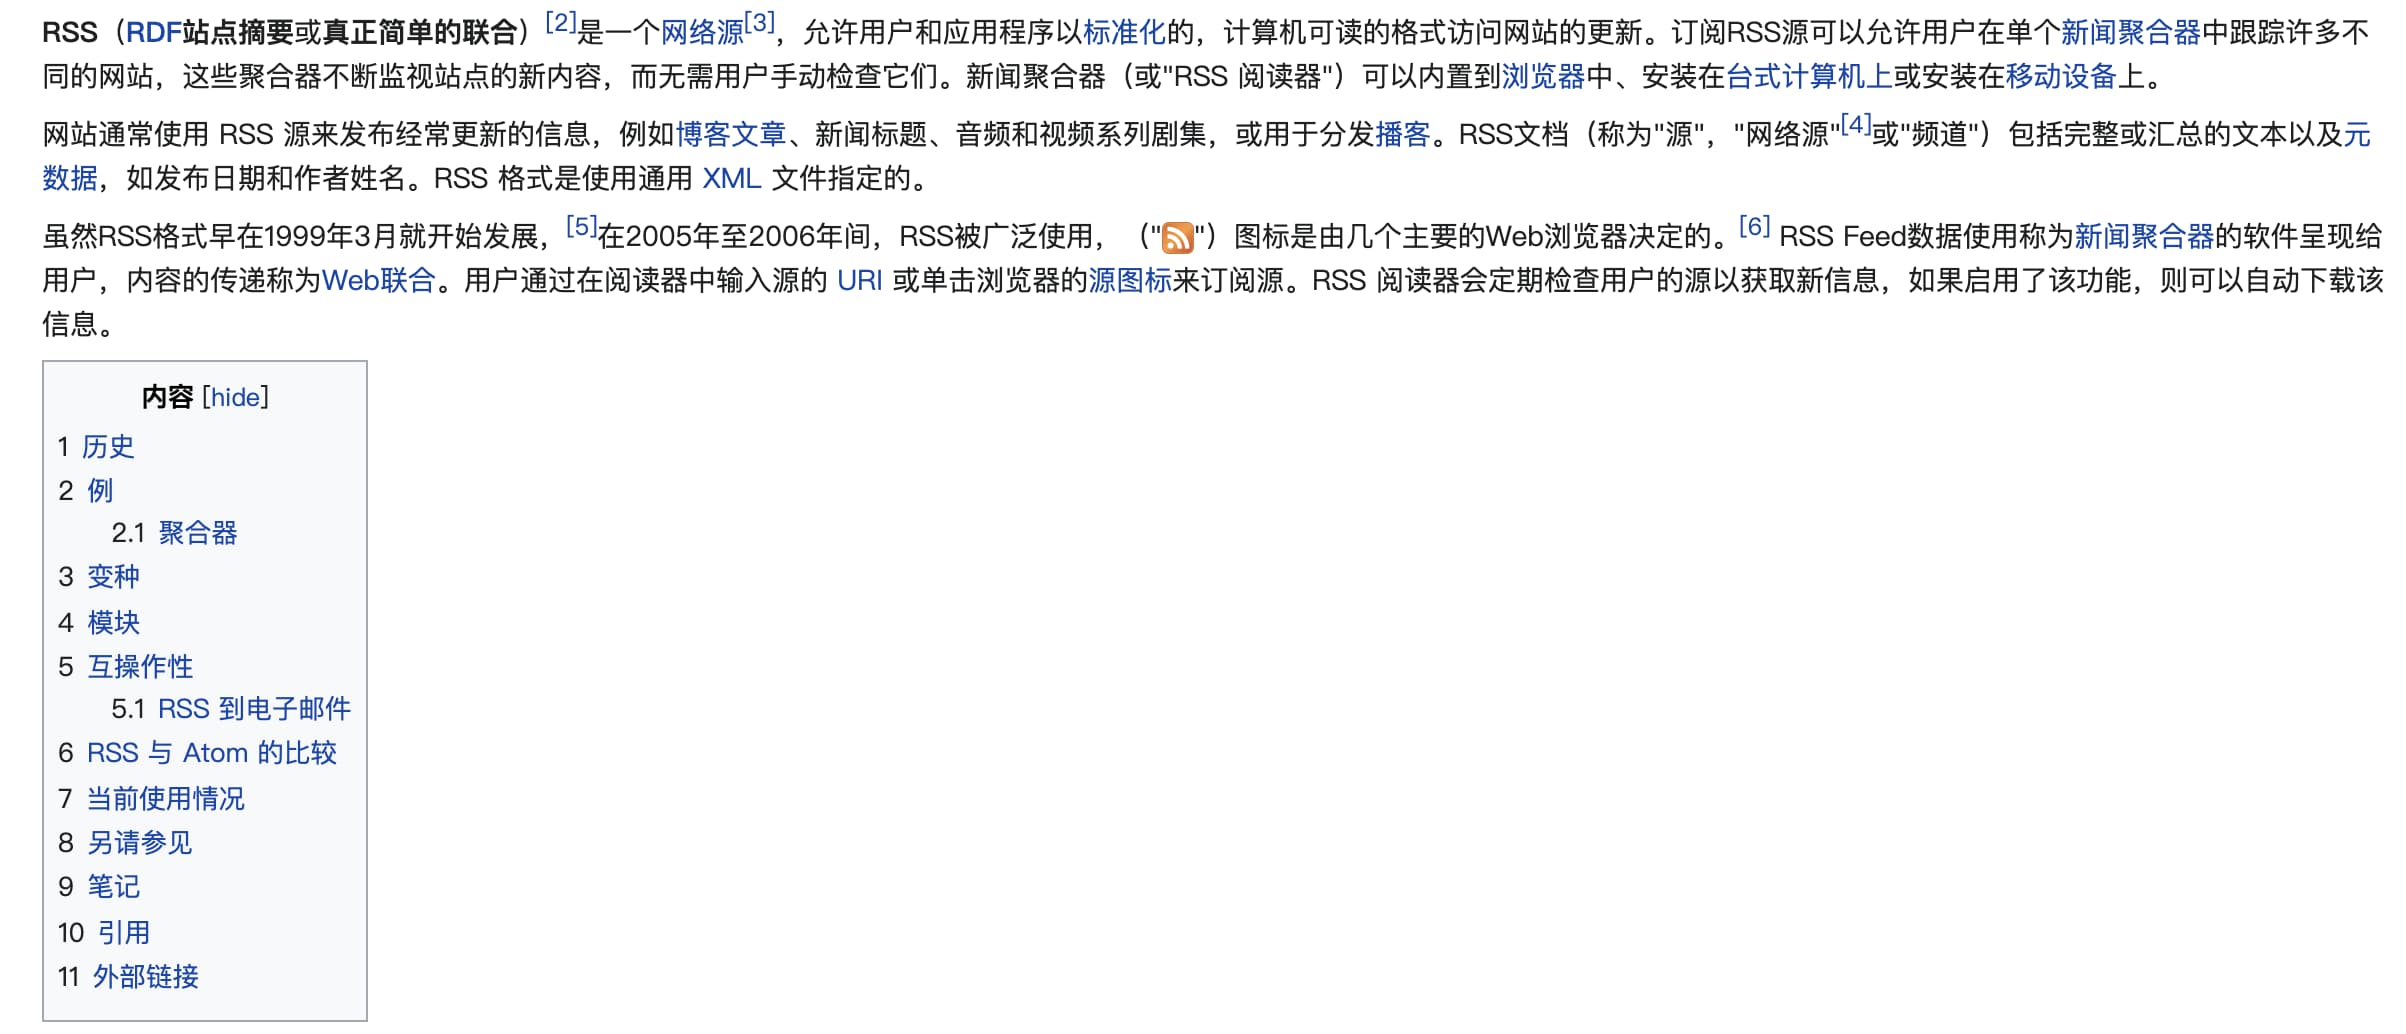 RSS（RDF站点摘要或真正简单的联合）[2]是一个网络源[3]，允许用户和应用程序以标准化的，计算机可读的格式访问网站的更新。订阅RSS源可以允许用户在单个新闻聚合器中跟踪许多不
同的网站，这些聚合器不断监视站点的新内容，而无需用户手动检查它们。新闻聚合器（或"RSS 阅读器"）可以内置到浏览器中、安装在台式计算机上或安装在移动设备上。
网站通常使用 RSS 源来发布经常更新的信息，例如博客文章、新闻标题、音频和视频系列剧集，或用于分发播客。RSS文档（称为"源"，"网络源"[4]或"频道"）包括完整或汇总的文本以及元
数据，如发布日期和作者姓名。RSS 格式是使用通用 XML 文件指定的。
虽然RSS格式早在1999年3月就开始发展，[5]在2005年至2006年间，RSS被广泛使用，（""）图标是由几个主要的Web浏览器决定的。[6] RSS Feed数据使用称为新闻聚合器的软件呈现给
用户，内容的传递称为Web联合。用户通过在阅读器中输入源的 URI 或单击浏览器的源图标来订阅源。RSS 阅读器会定期检查用户的源以获取新信息，如果启用了该功能，则可以自动下载该
信息。
内容 [hide]
1 历史
2 例
2.1 聚合器
3 变种
4 模块
5 互操作性
5.1 RSS 到电子邮件
6 RSS 与 Atom 的比较
7 当前使用情况
8 另请参见
9 笔记
10 引用
11 外部链接